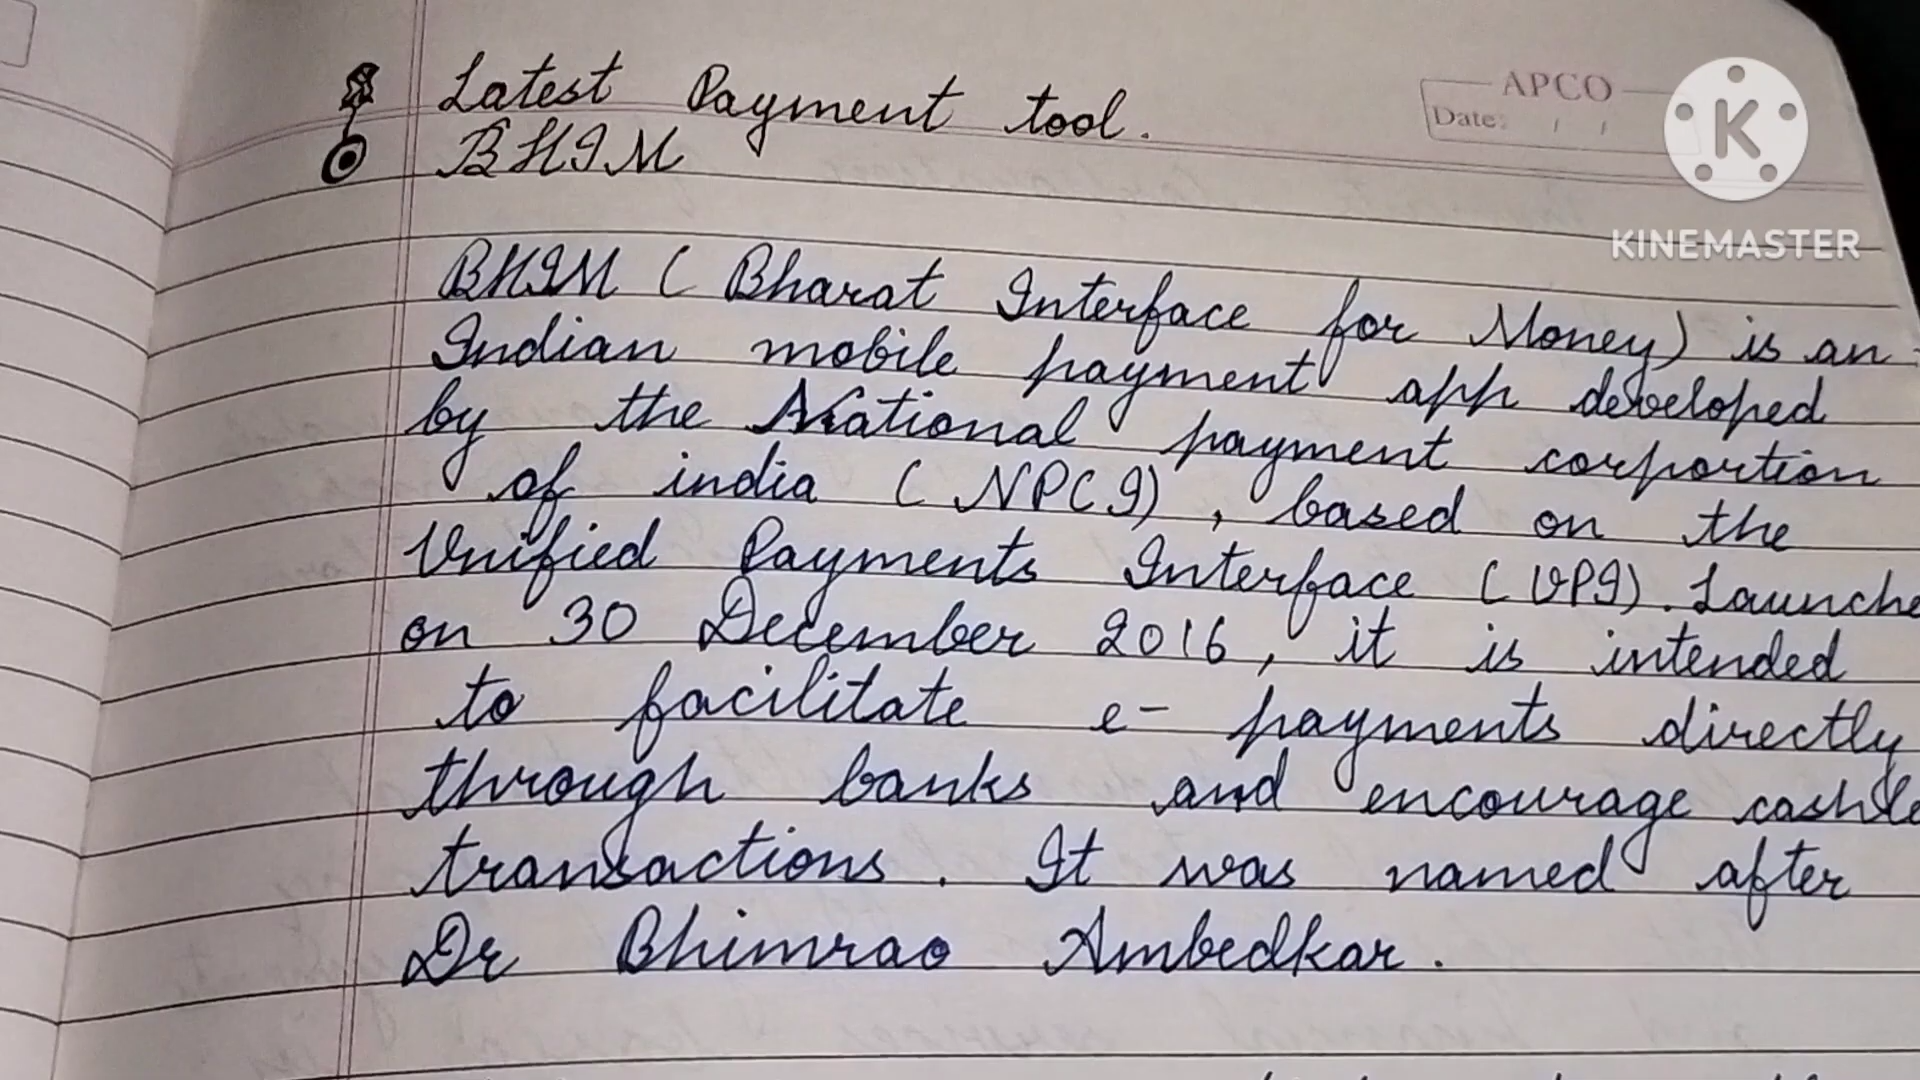 Latest Payment tool.
BHIM
APCO
Date: / /
K
KINEMASTER
BHIM ( Bharat Interface for Money) is an
Indian mobile payment app developed
by the National payment corportion
of india ( NPCI) , based on the
Unified Payments Interface ( UPI) . Launche
on 30 December 2016, it is intended
to facilitate e- payments directly
through banks and encourage cashle
transactions. It was named after
Dr Bhimrao Ambedkar.